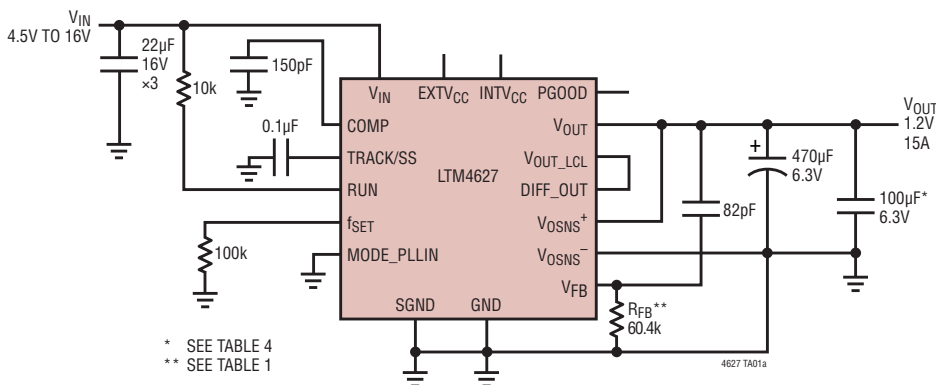 VIN
4.5V TO 16V
22µF
16V
×3
10k
150pF
0.1µF
100k
VIN
EXTVCC
INTVCC
PGOOD
COMP
TRACK/SS
RUN
fSET
MODE_PLLIN
SGND
GND
LTM4627
VOUT
VOUT_LCL
DIFF_OUT
VOSNS+
VOSNS−
VFB
82pF
RFB**
60.4k
+
470µF
6.3V
100µF*
6.3V
VOUT
1.2V
15A
* SEE TABLE 4
** SEE TABLE 1
4627 TA01a